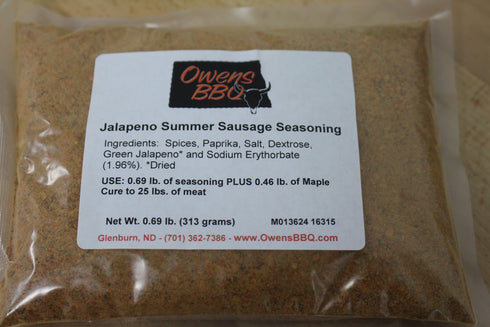 Owens
BBQ
Jalapeno Summer Sausage Seasoning
Ingredients: Spices, Paprika, Salt, Dextrose,
Green Jalapeno* and Sodium Erythorbate
(1.96%). *Dried
USE: 0.69 lb. of seasoning PLUS 0.46 lb. of Maple
Cure to 25 lbs. of meat
Net Wt. 0.69 lb. (313 grams) M013624 16315
Glenburn, ND - (701) 362-7386 - www.OwensBBQ.com